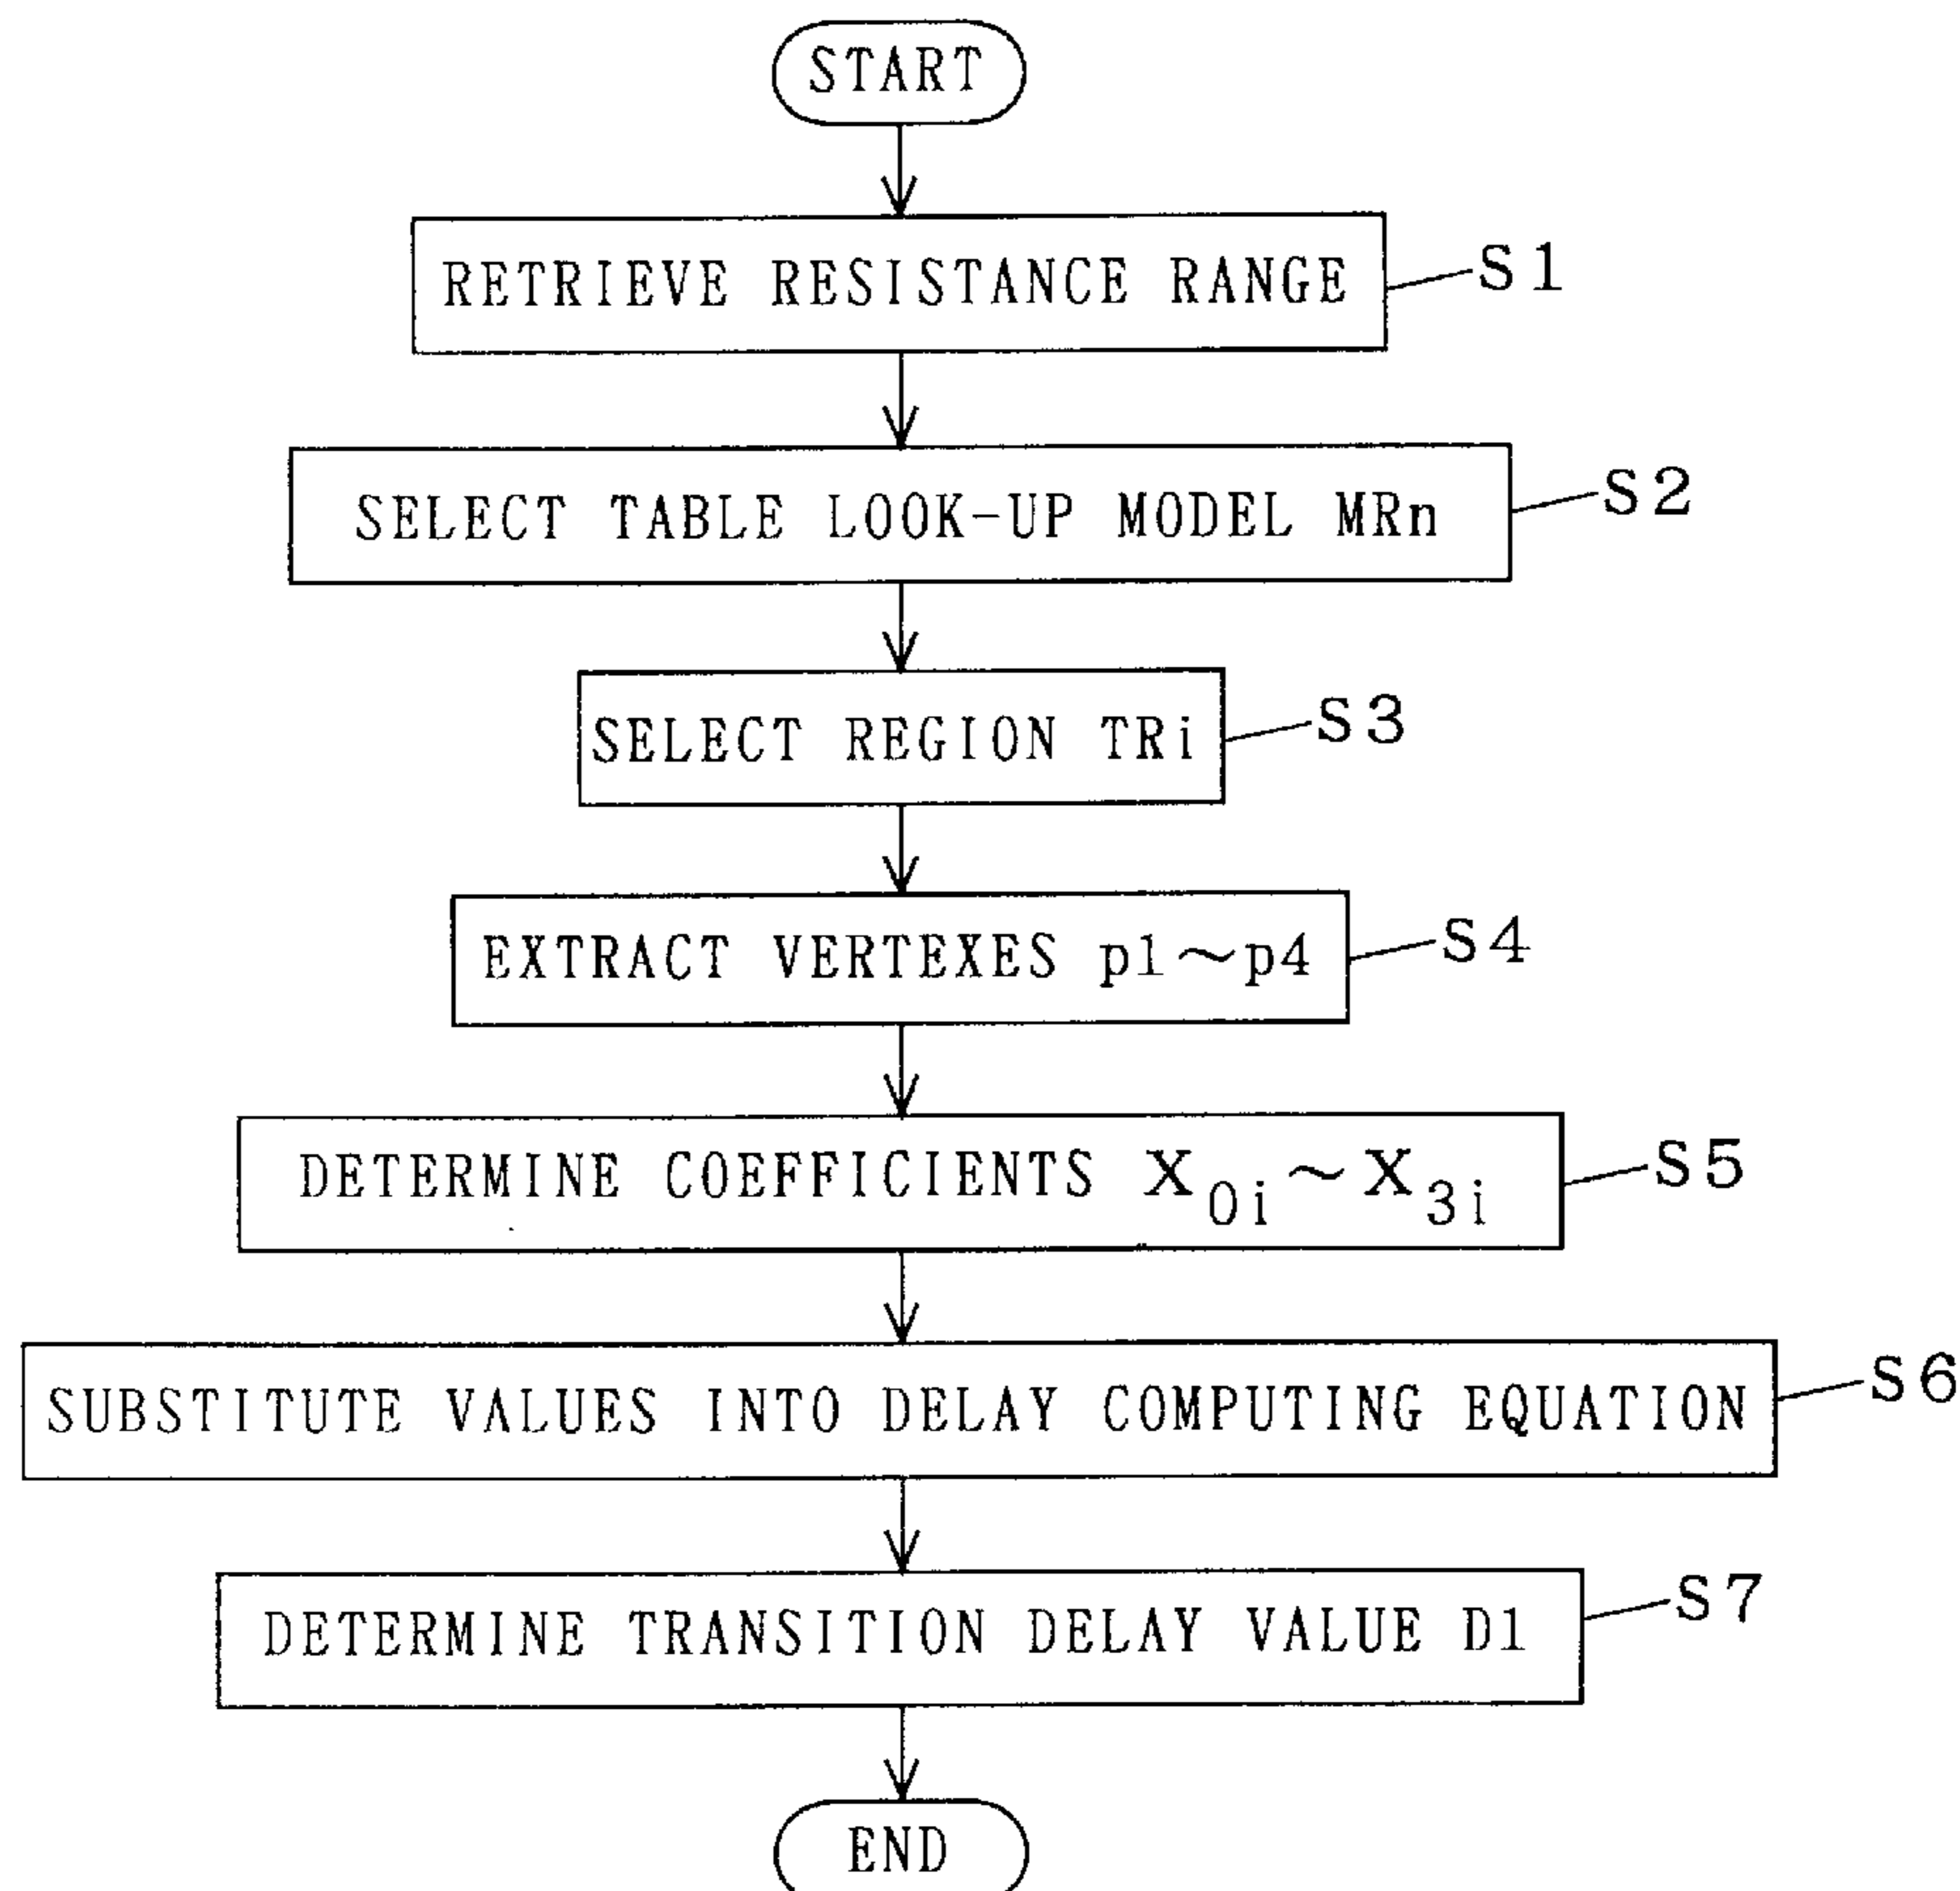 START
RETRIEVE RESISTANCE RANGE
S1
SELECT TABLE LOOK-UP MODEL MRn
S2
SELECT REGION TRi
S3
EXTRACT VERTEXES p1~p4
S4
DETERMINE COEFFICIENTS X0i~X3i
S5
SUBSTITUTE VALUES INTO DELAY COMPUTING EQUATION
S6
DETERMINE TRANSITION DELAY VALUE D1
S7
END